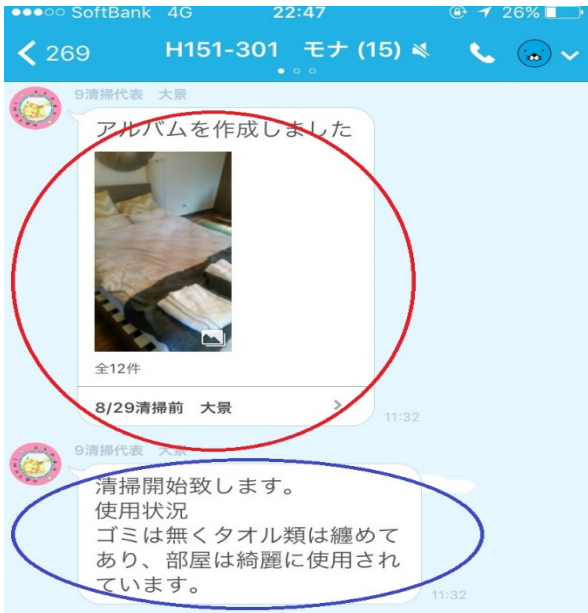 ●●●○○ SoftBank 4G 22:47 26%
269 H151-301 モナ (15)
9清掃代表 大景
アルバムを作成しました
全12件
8/29清掃前 大景
11:32
9清掃代表 大景
清掃開始致します。
使用状況
ゴミは無くタオル類は纏めて
あり、部屋は綺麗に使用され
ています。
11:32